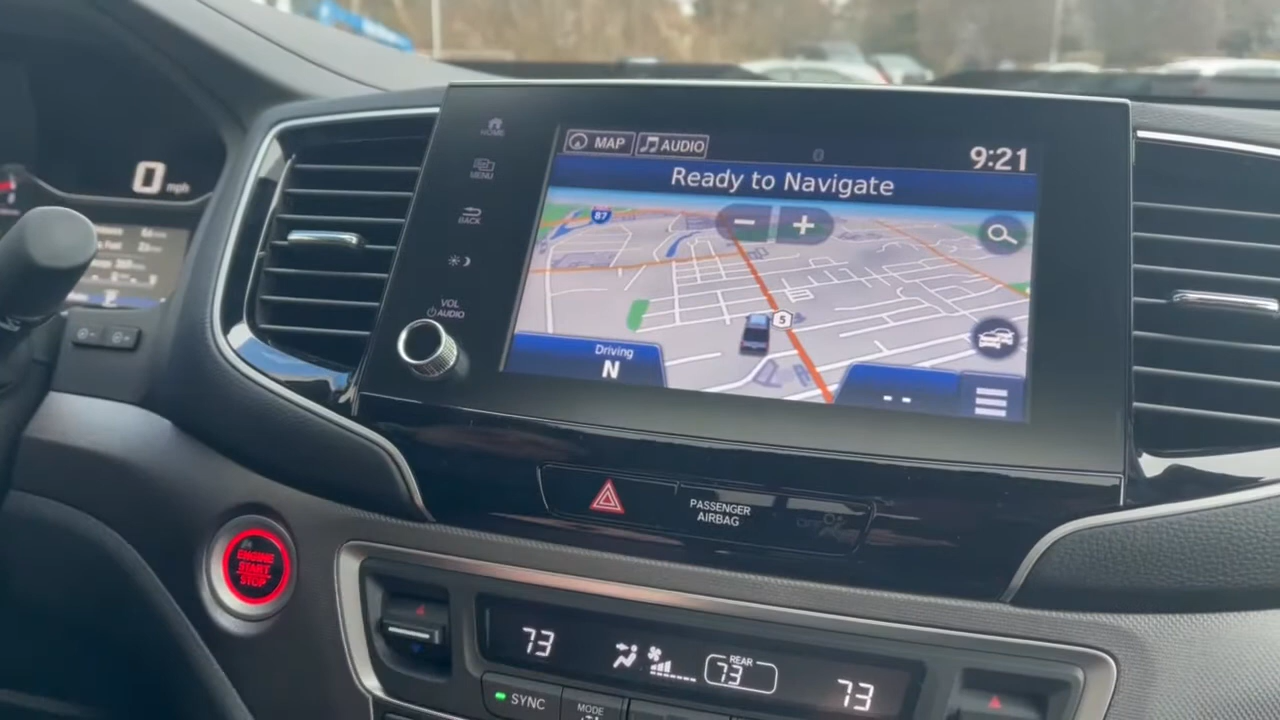 HOME
MENU
BACK
VOL
AUDIO
MAP
AUDIO
0
9:21
Ready to Navigate
87
5
Driving
N
- -
0 mph
PASSENGER
AIRBAG
ENGINE
START
STOP
73
REAR
73
73
SYNC
MODE